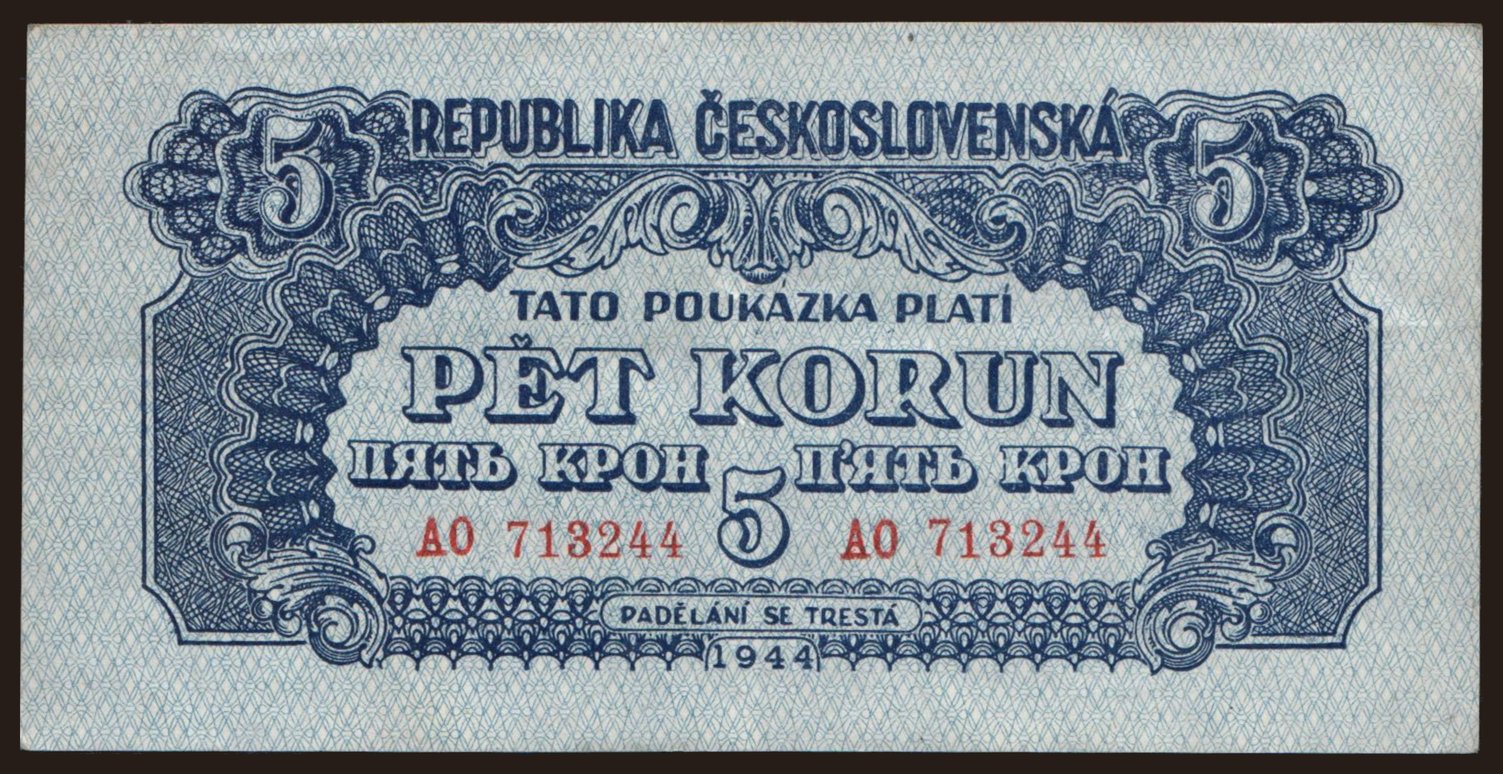 REPUBLIKA ČESKOSLOVENSKÁ
5 5
TATO POUKÁZKA PLATÍ
PĚT KORUN
ПЯТЬ КРОН П'ЯТЬ КРОН
5
АО 713244 АО 713244
PADĚLÁNÍ SE TRESTÁ
1944